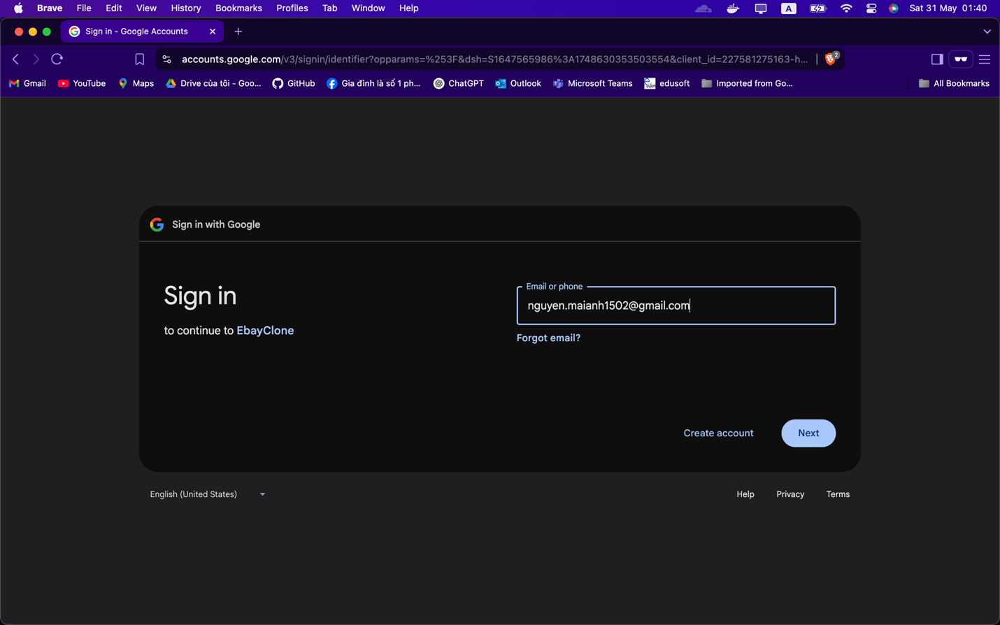 Brave File Edit View History Bookmarks Profiles Tab Window Help A Sat 31 May 01:40
Sign in - Google Accounts
accounts.google.com/v3/signin/identifier?opparams=%253F&dsh=S1647565986%3A1748630353503554&client_id=227581275163-h... 2
Gmail YouTube Maps Drive của tôi - Goo... GitHub Gia đình là số 1 ph... ChatGPT Outlook Microsoft Teams edusoft Imported from Go... All Bookmarks
Sign in with Google
Sign in
to continue to EbayClone
Email or phone
nguyen.maianh1502@gmail.com
Forgot email?
Create account Next
English (United States) Help Privacy Terms